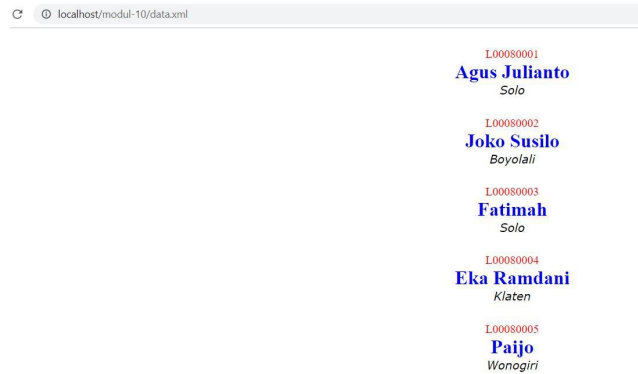 localhost/modul-10/data.xml
L00080001
Agus Julianto
Solo
L00080002
Joko Susilo
Boyolali
L00080003
Fatimah
Solo
L00080004
Eka Ramdani
Klaten
L00080005
Paijo
Wonogiri